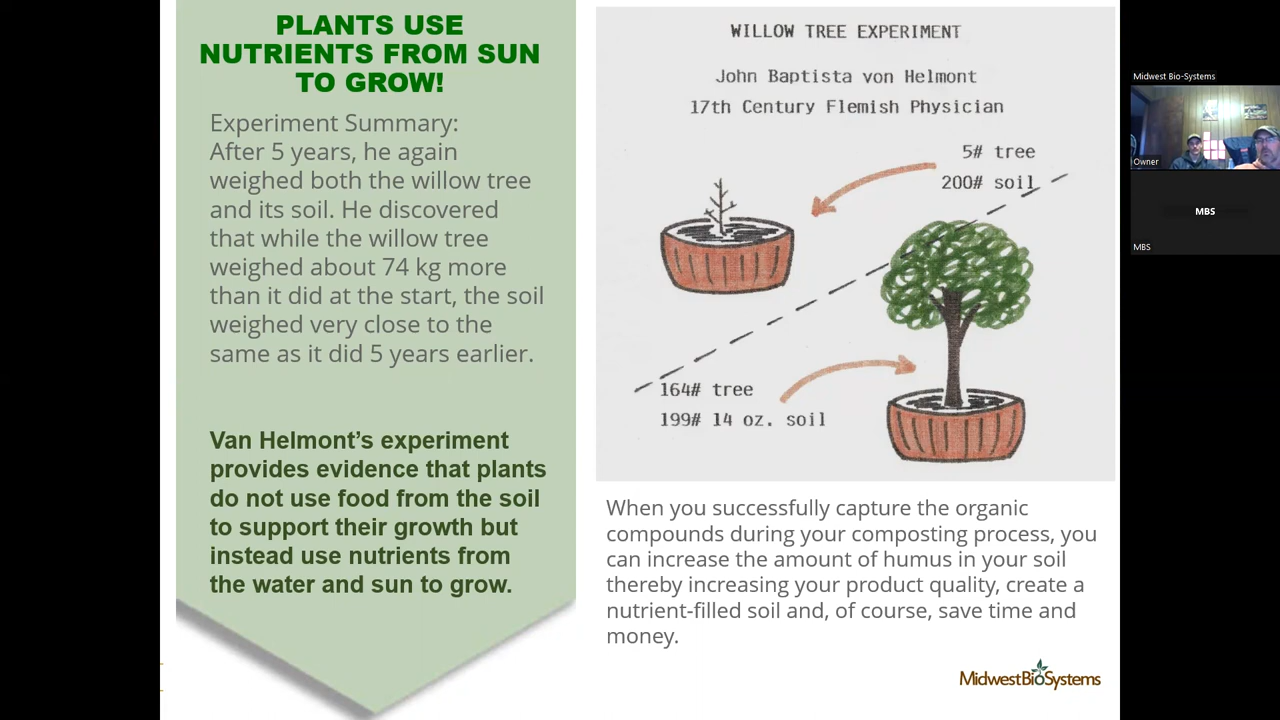 PLANTS USE
NUTRIENTS FROM SUN
TO GROW!
Experiment Summary:
After 5 years, he again
weighed both the willow tree
and its soil. He discovered
that while the willow tree
weighed about 74 kg more
than it did at the start, the soil
weighed very close to the
same as it did 5 years earlier.
Van Helmont’s experiment
provides evidence that plants
do not use food from the soil
to support their growth but
instead use nutrients from
the water and sun to grow.
WILLOW TREE EXPERIMENT
John Baptista von Helmont
17th Century Flemish Physician
5# tree
200# soil
164# tree
199# 14 oz. soil
When you successfully capture the organic
compounds during your composting process, you
can increase the amount of humus in your soil
thereby increasing your product quality, create a
nutrient-filled soil and, of course, save time and
money.
MidwestBioSystems
Midwest Bio-Systems
Owner
MBS
MBS